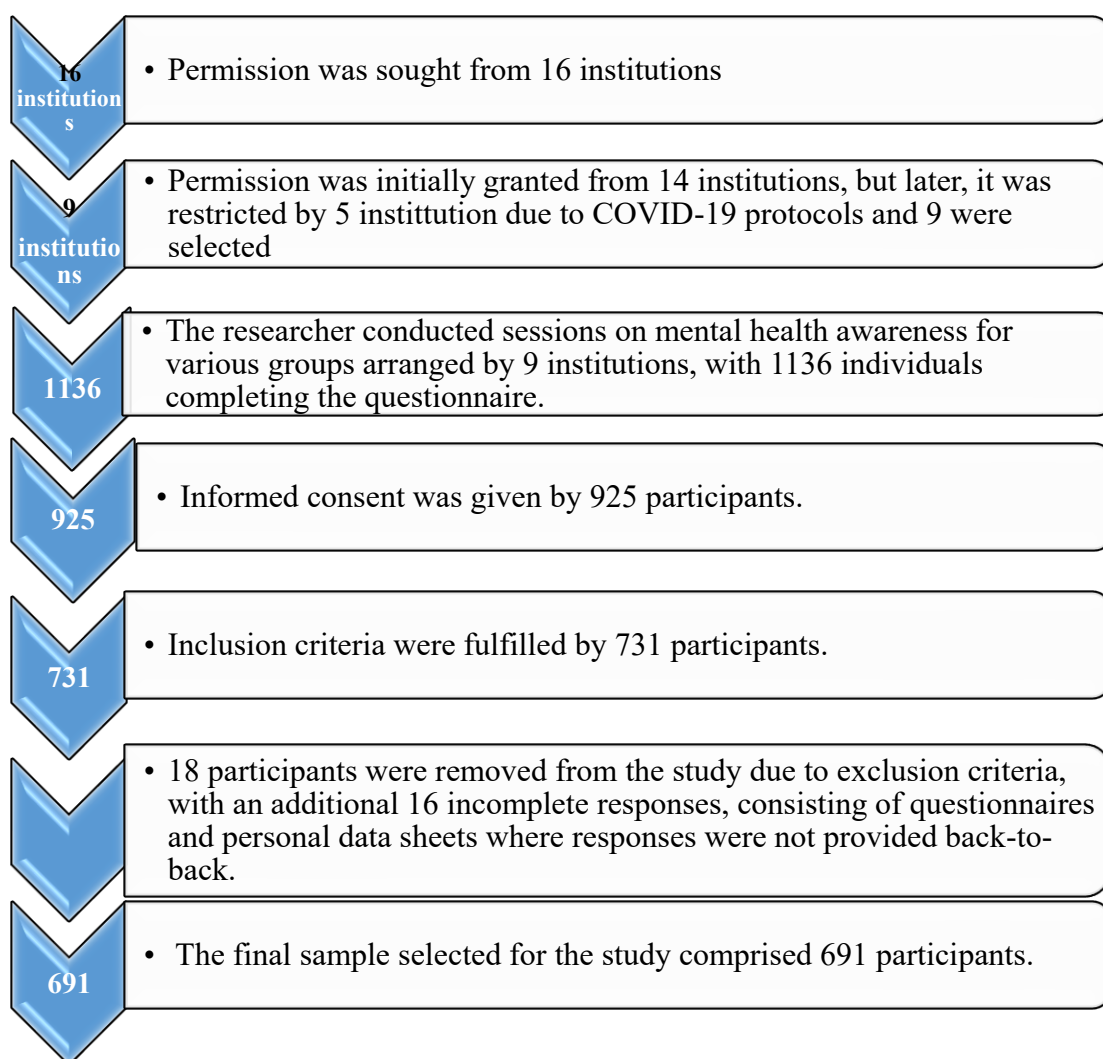 16
institution
s
• Permission was sought from 16 institutions
9
institutio
ns
• Permission was initially granted from 14 institutions, but later, it was
restricted by 5 instittution due to COVID-19 protocols and 9 were
selected
1136
• The researcher conducted sessions on mental health awareness for
various groups arranged by 9 institutions, with 1136 individuals
completing the questionnaire.
925
• Informed consent was given by 925 participants.
731
• Inclusion criteria were fulfilled by 731 participants.
• 18 participants were removed from the study due to exclusion criteria,
with an additional 16 incomplete responses, consisting of questionnaires
and personal data sheets where responses were not provided back-to-
back.
691
• The final sample selected for the study comprised 691 participants.